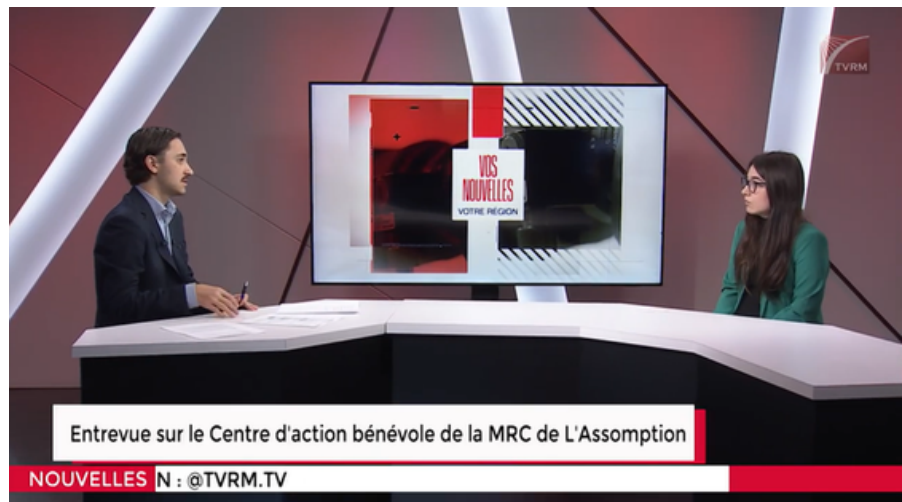 TVRM
VOS
NOUVELLES
VOTRE RÉGION
Entrevue sur le Centre d'action bénévole de la MRC de L'Assomption
NOUVELLES N : @TVRM.TV